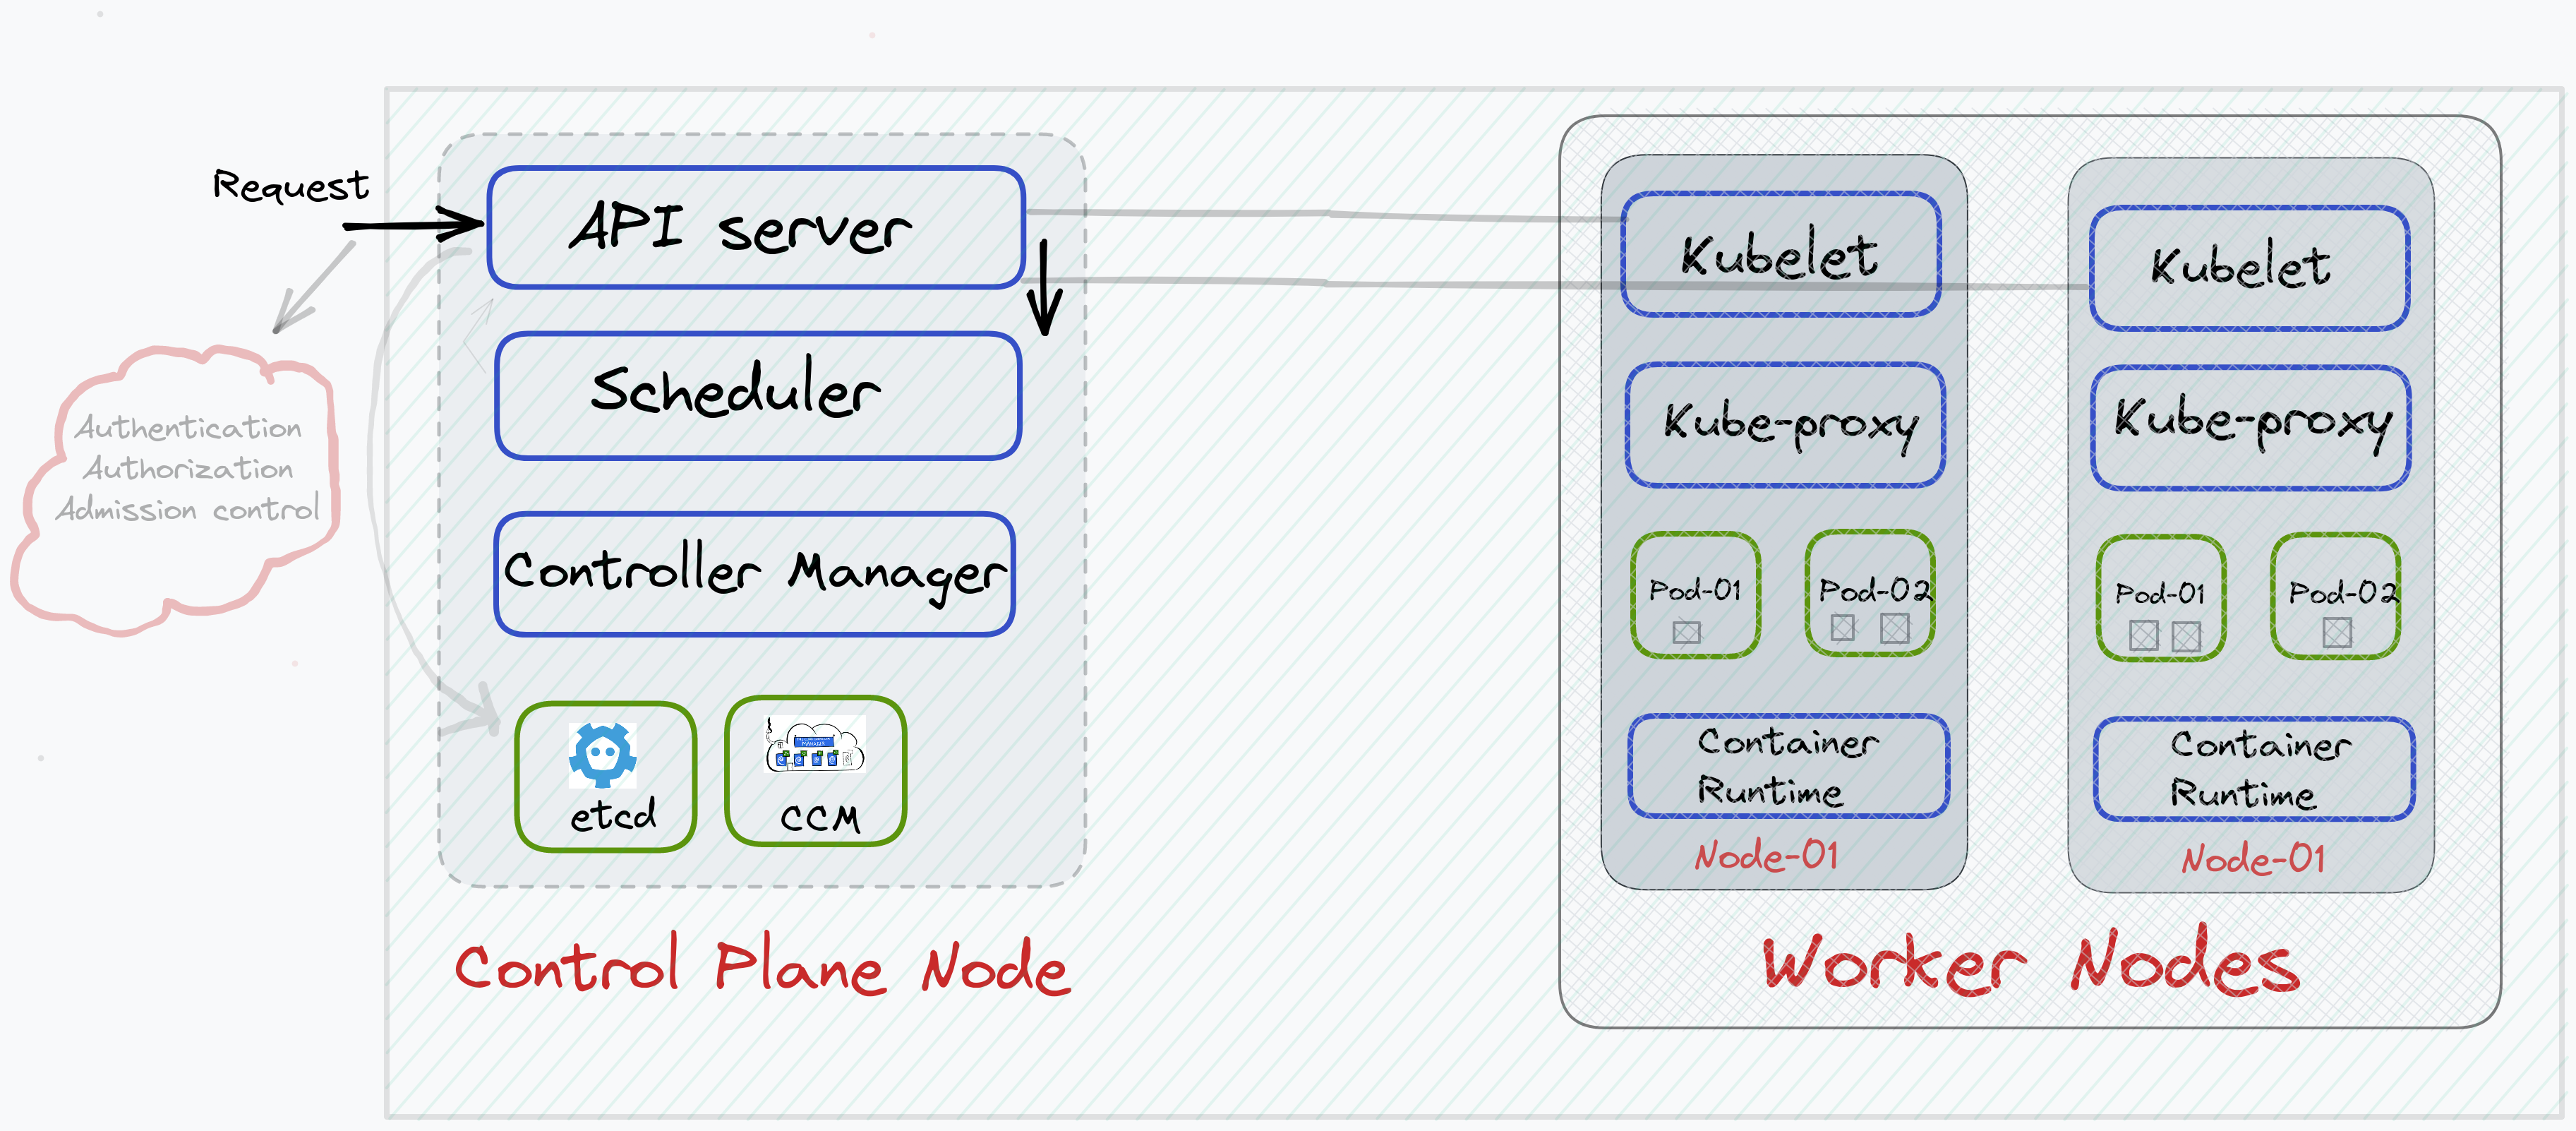 Request
API server
Scheduler
Controller Manager
etcd
MANAGER
CCM
Control Plane Node
Authentication
Authorization
Admission control
Kubelet
Kube-proxy
Pod-01
Pod-02
Container
Runtime
Node-01
Kubelet
Kube-proxy
Pod-01
Pod-02
Container
Runtime
Node-01
Worker Nodes